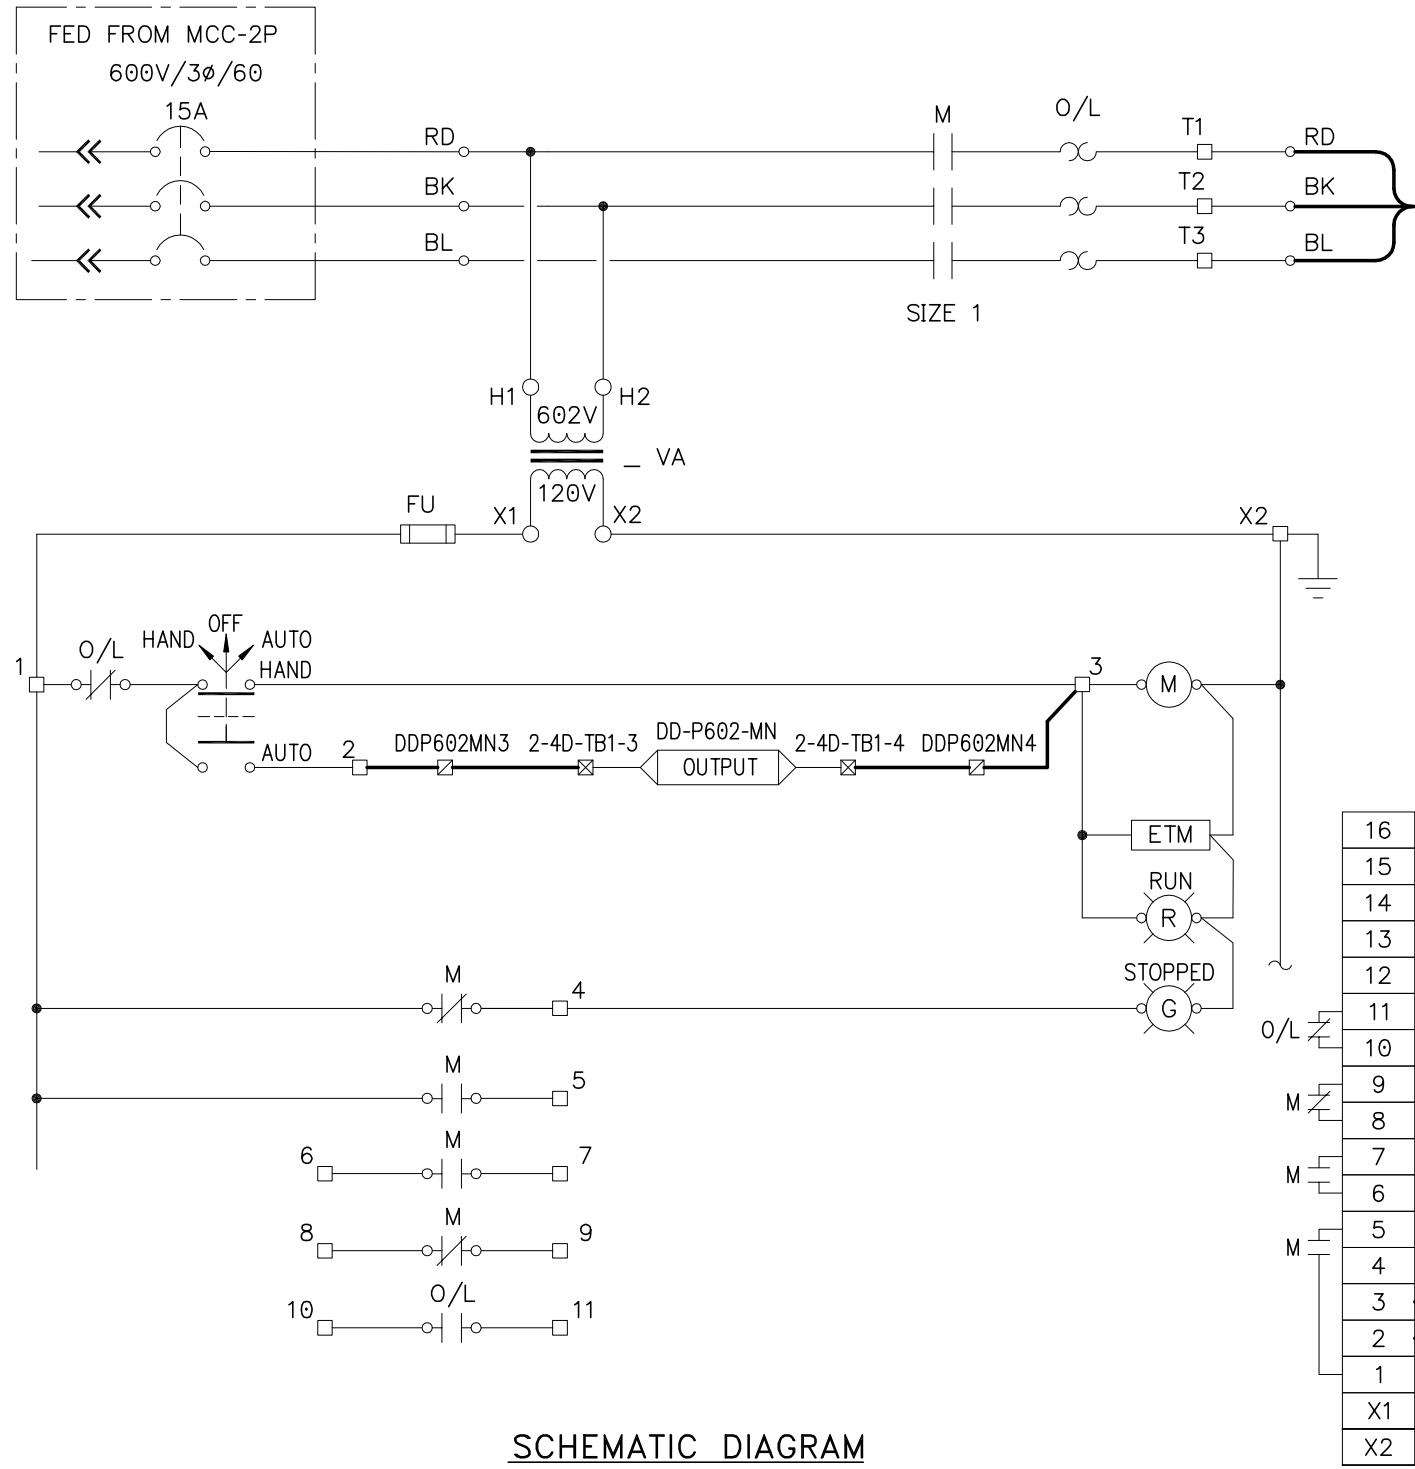 FED FROM MCC-2P
600V/3ø/60
15A
RD
BK
BL
M
O/L
T1
T2
T3
RD
BK
BL
SIZE 1
H1
H2
602V
_ VA
120V
FU
X1
X2
X2
1
O/L
HAND
OFF
AUTO
HAND
3
M
AUTO
2
DDP602MN3
2-4D-TB1-3
DD-P602-MN
OUTPUT
2-4D-TB1-4
DDP602MN4
ETM
RUN
R
STOPPED
G
M
4
M
5
6
M
7
8
M
9
10
O/L
11
16
15
14
13
12
11
O/L
10
9
M
8
7
M
6
5
M
4
3
2
1
X1
X2
SCHEMATIC DIAGRAM